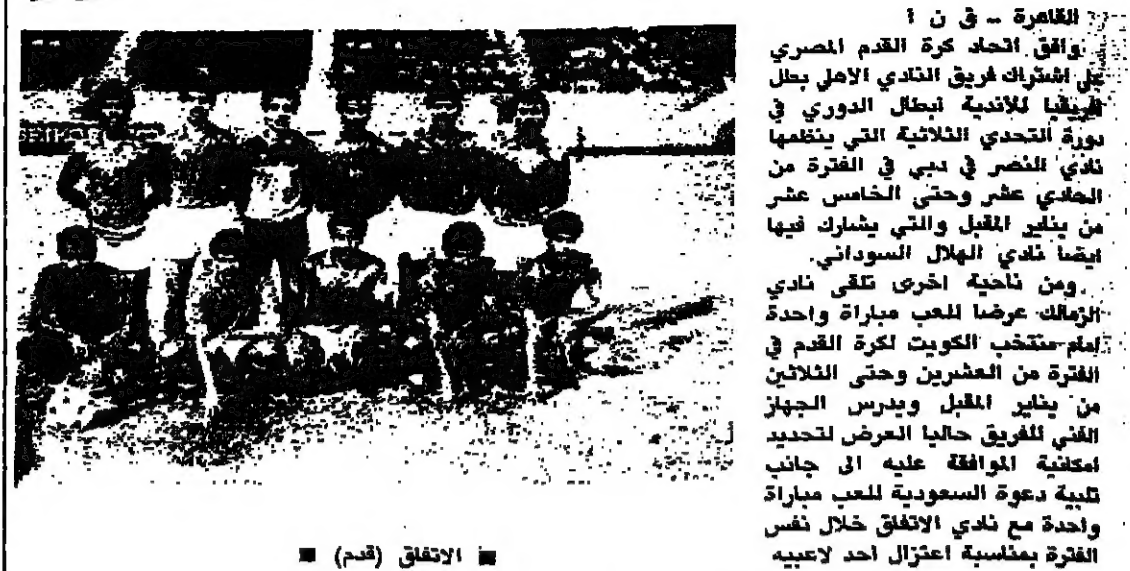 القاهرة - ق ن ا
وافق اتحاد كرة القدم المصري
على اشتراك فريق النادي الاهلي بطل
افريقيا للأندية ابطال الدوري في
دورة التحدي الثلاثية التي ينظمها
نادي النصر في دبي في الفترة من
الحادي عشر وحتى الخامس عشر
من يناير المقبل والتي يشارك فيها
ايضا نادي الهلال السوداني.
ومن ناحية اخرى تلقى نادي
الزمالك عرضا للعب مباراة واحدة
امام منتخب الكويت لكرة القدم في
الفترة من العشرين وحتى الثلاثين
من يناير المقبل ويدرس الجهاز
الفني للفريق حاليا العرض لتحديد
امكانية الموافقة عليه الى جانب
تلبية دعوة السعودية للعب مباراة
واحدة مع نادي الاتفاق خلال نفس
الفترة بمناسبة اعتزال احد لاعبيه
■ الاتفاق (قدم) ■